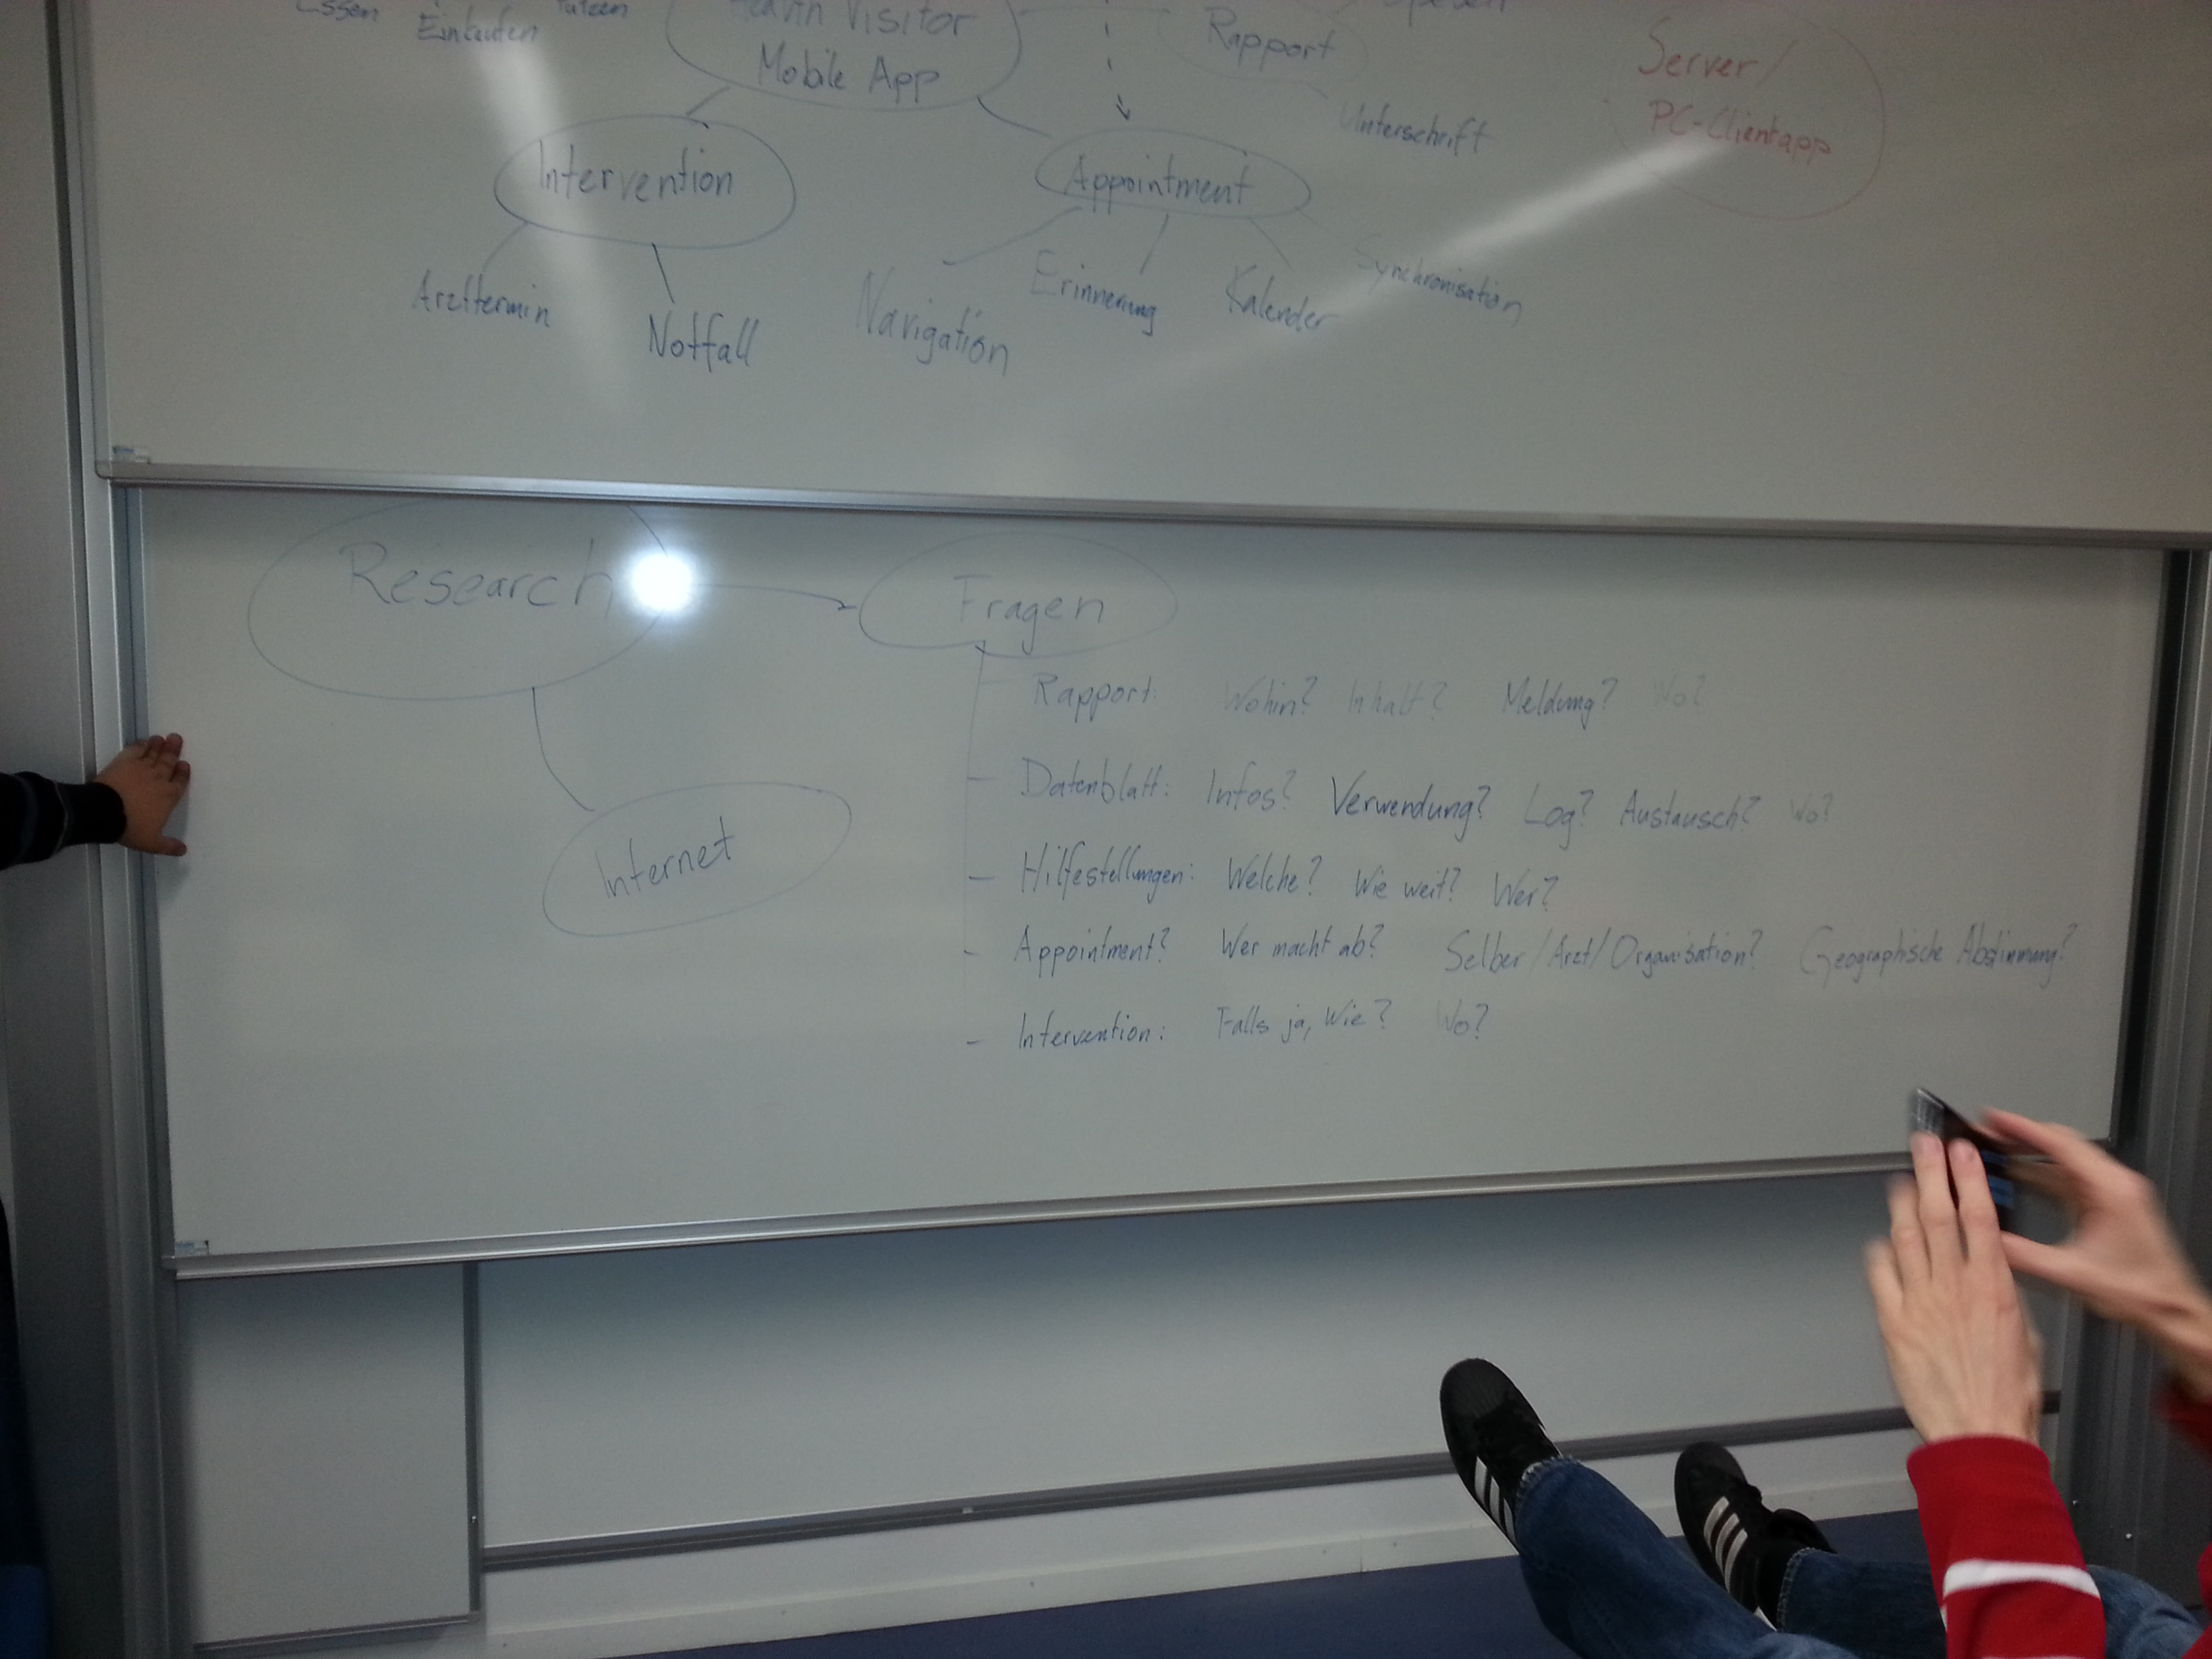 Essen
Einkaufen
Putzen
Health Visitor
Mobile App
Rapport
Unterschrift
Server/
PC-Clientapp
Intervention
Appointment
Arzttermin
Notfall
Navigation
Erinnerung
Kalender
Synchronisation
Research
Fragen
Internet
Rapport: Wohin? Inhalt? Meldung? Wo?
Datenblatt: Infos? Verwendung? Log? Austausch? Wo?
Hilfestellungen: Welche? Wie weit? Wer?
Appointment? Wer macht ab? Selber/Arzt/Organisation? Geographische Abstimmung?
Intervention: Falls ja, Wie? Wo?